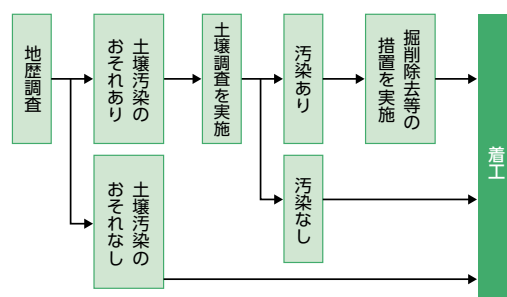 地歴調査
土壌汚染の
おそれあり
土壌調査を実施
汚染あり
掘削除去等の
措置を実施
土壌汚染の
おそれなし
汚染なし
着工